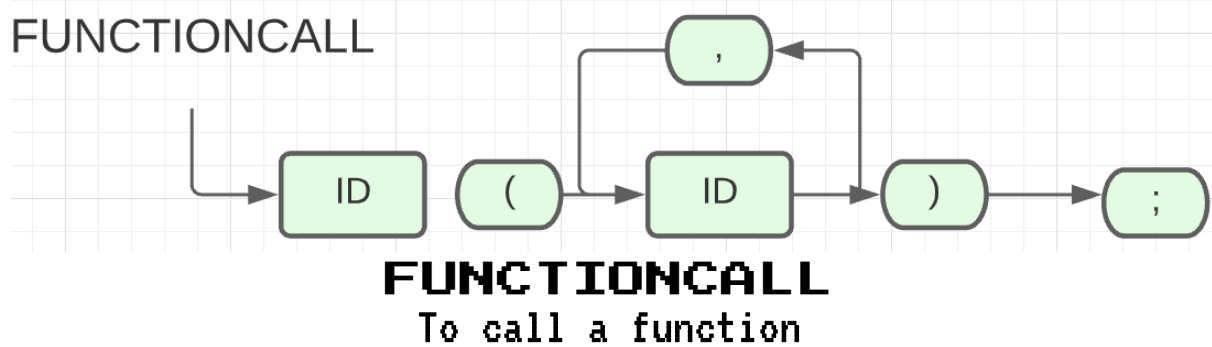 FUNCTIONCALL
,
ID ( ID ) ;
FUNCTIONCALL
To call a function